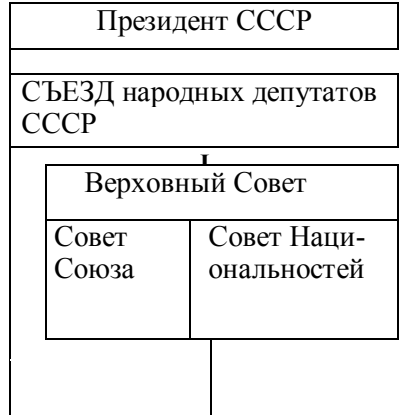 Президент СССР
СЪЕЗД народных депутатов
СССР
Верховный Совет
Совет
Союза
Совет Наци-
ональностей